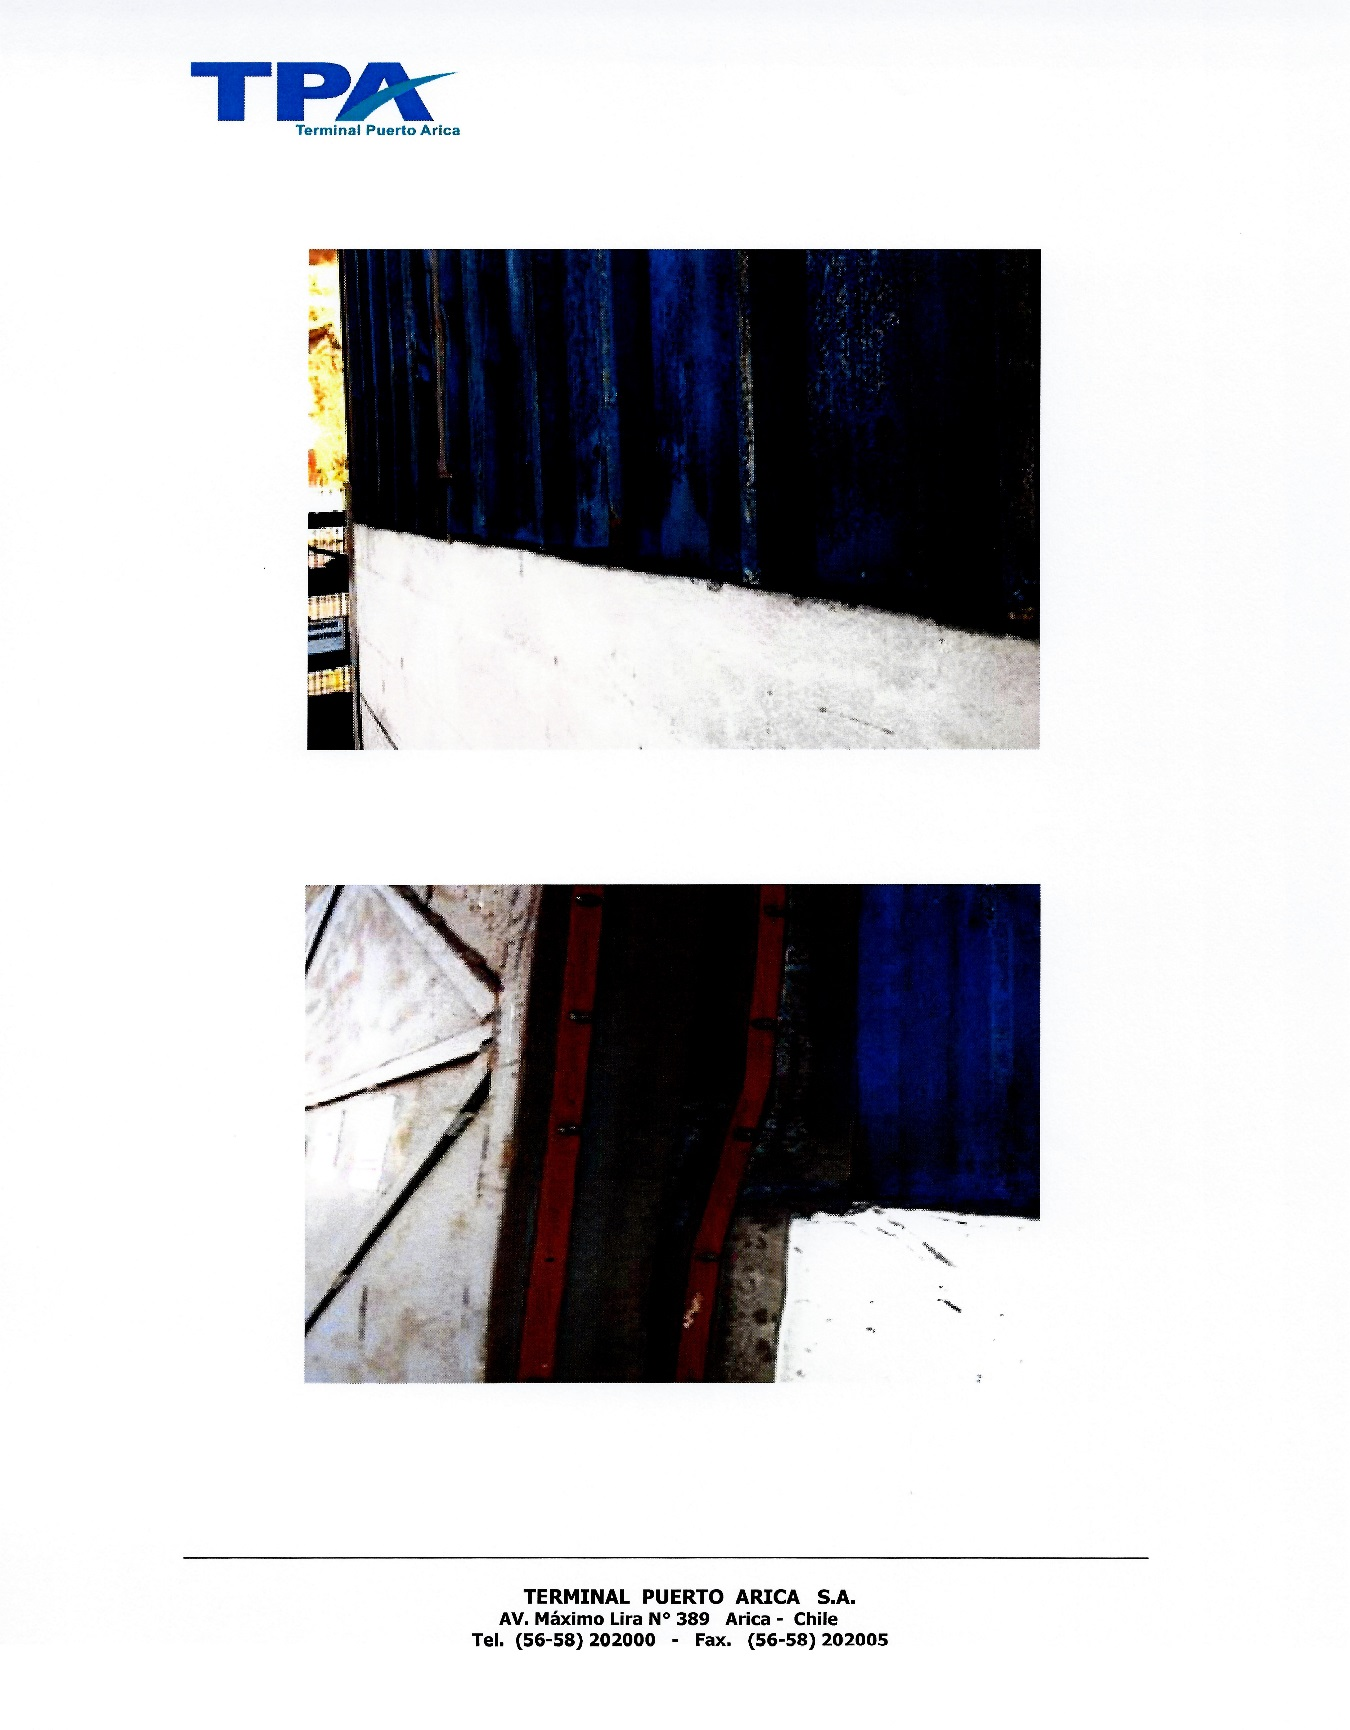 TPA
Terminal Puerto Arica
TERMINAL PUERTO ARICA S.A.
AV. Máximo Lira N° 389 Arica - Chile
Tel. (56-58) 202000 - Fax. (56-58) 202005